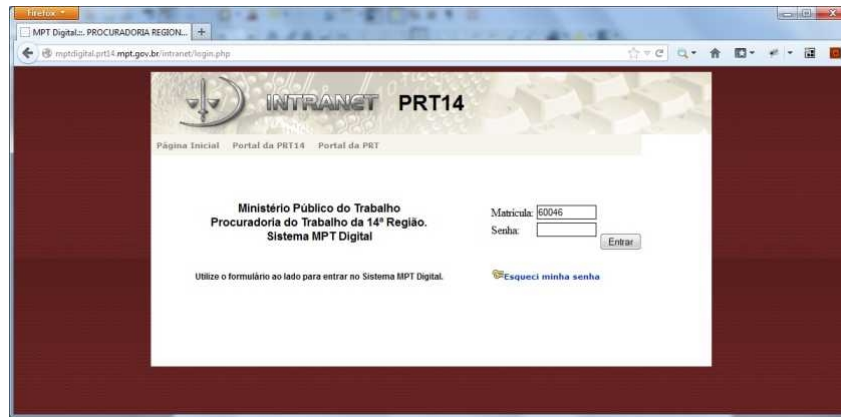 Firefox
MPT Digital.:. PROCURADORIA REGION...
mptdigital.prt14.mpt.gov.br/intranet/login.php
INTRANET PRT14
Página Inicial Portal da PRT14 Portal da PRT
Ministério Público do Trabalho
Procuradoria do Trabalho da 14ª Região.
Sistema MPT Digital
Utilize o formulário ao lado para entrar no Sistema MPT Digital.
Matrícula: 60046
Senha:
Entrar
Esqueci minha senha